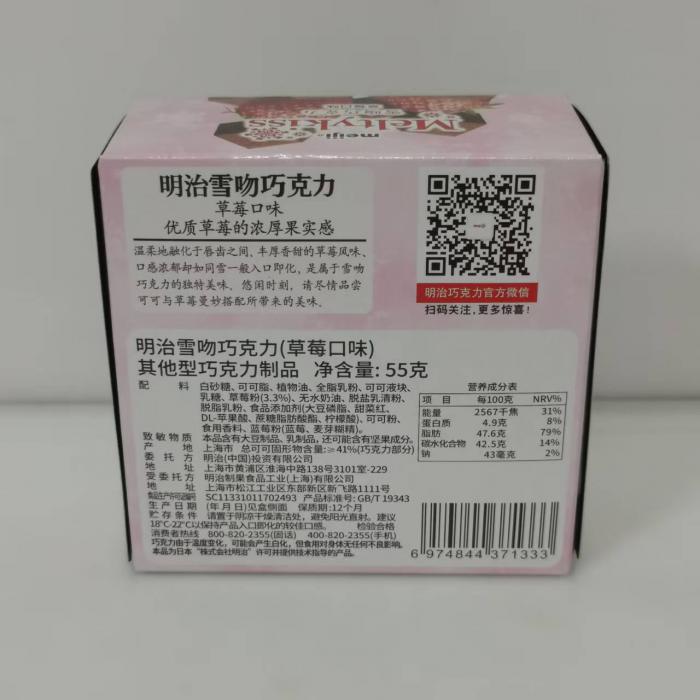 meiji
Meltykiss
雪吻巧克力
草莓口味
明治雪吻巧克力
草莓口味
优质草莓的浓厚果实感
温柔地融化于唇齿之间，丰厚香甜的草莓风味、
口感浓郁却如同雪一般入口即化，是属于雪吻
巧克力的独特美味。悠闲时刻，请尽情品尝
可可与草莓曼妙搭配所带来的美味。
明治巧克力官方微信
扫码关注，更多惊喜！
明治雪吻巧克力(草莓口味)
其他型巧克力制品 净含量: 55克
配 料 白砂糖、可可脂、植物油、全脂乳粉、可可液块、
乳糖、草莓粉(3.3%)、无水奶油、脱盐乳清粉、
脱脂乳粉、食品添加剂(大豆磷脂、甜菜红、
DL-苹果酸、蔗糖脂肪酸酯、柠檬酸)、可可粉、
食用香料、蓝莓粉(蓝莓、麦芽糊精)。
致敏物质 本品含有大豆制品、乳制品，还可能含有坚果成分。
产 地 上海市 总可可固形物含量:≥41%(巧克力部分)
委托方 明治(中国)投资有限公司
地 址 上海市黄浦区淮海中路138号3101室-229
受委托方 明治制果食品工业(上海)有限公司
地 址 上海市松江工业区东部新区新飞路1111号
食品生产许可证编号 SC11331011702493 产品标准号: GB/T 19343
生产日期 (年月日)见盒侧面 保质期:12个月
贮存条件 请置于阴凉干燥清洁处，避免阳光直射。建议
18℃-22℃以保持产品入口即化的较佳口感。 检验合格
消费者热线 800-820-2355(固话) 400-820-2355(手机)
巧克力由于温度变化，可能会产生白化，但食用对身体无任何不良影响。
本品为日本"株式会社明治"许可并提供技术指导的产品。
营养成分表
项 目 每100克 NRV%
能量 2567千焦 31%
蛋白质 4.9克 8%
脂肪 47.6克 79%
碳水化合物 42.5克 14%
钠 43毫克 2%
6 974844 371333